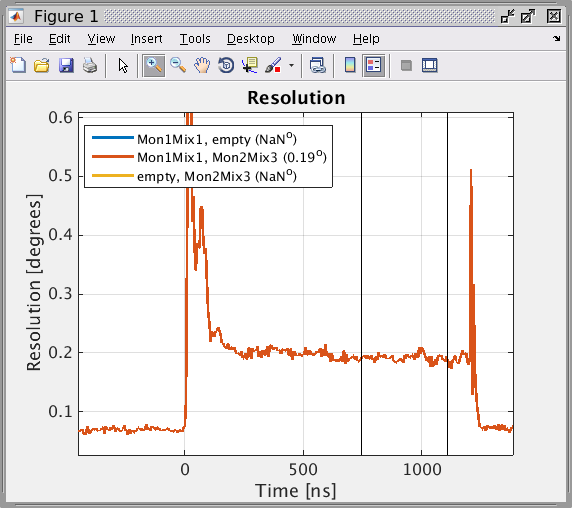 Figure 1
File Edit View Insert Tools Desktop Window Help
Resolution
Mon1Mix1, empty (NaN°)
Mon1Mix1, Mon2Mix3 (0.19°)
empty, Mon2Mix3 (NaN°)
0.6
0.5
0.4
0.3
0.2
0.1
Resolution [degrees]
0 500 1000
Time [ns]